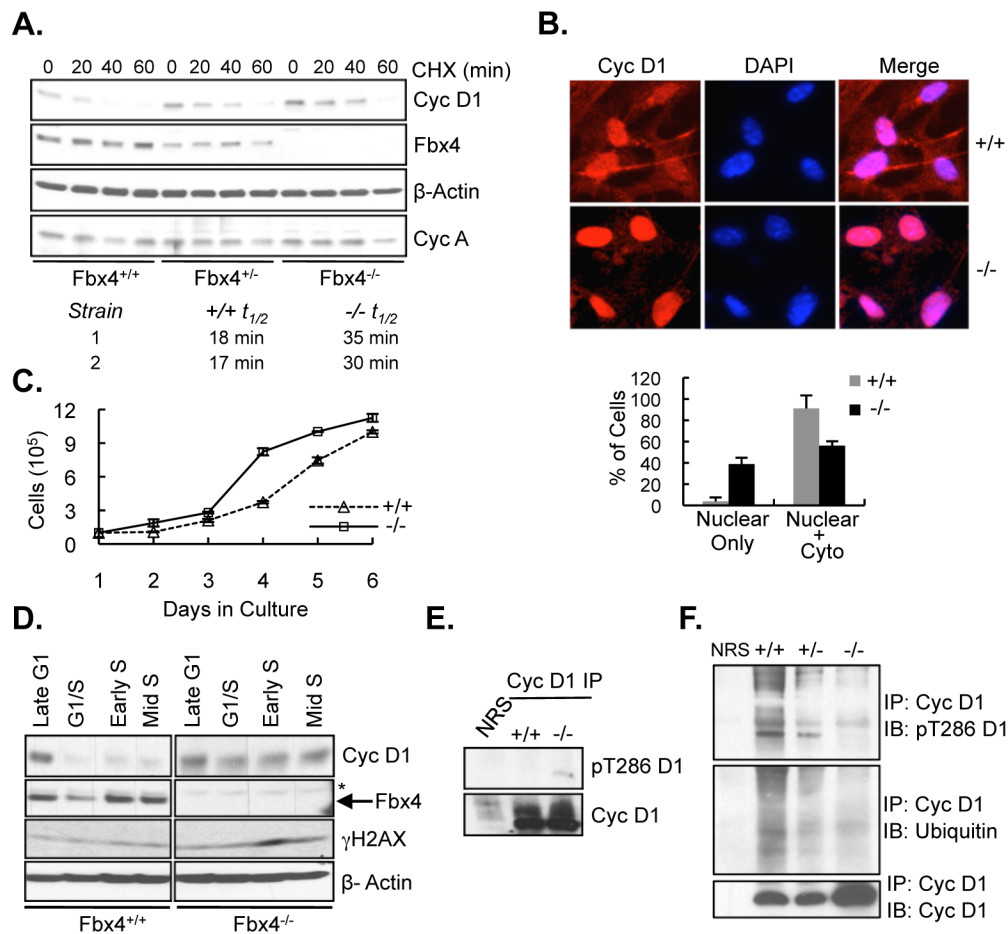 A.
0 20 40 60 0 20 40 60 0 20 40 60 CHX (min)
Cyc D1
Fbx4
β-Actin
Cyc A
Fbx4+/+ Fbx4+/- Fbx4-/-
Strain +/+ t1/2 -/- t1/2
1 18 min 35 min
2 17 min 30 min
B.
Cyc D1 DAPI Merge
+/+
-/-
+/+
-/-
% of Cells
120
100
80
60
40
20
0
Nuclear Only
Nuclear + Cyto
C.
Cells (10⁵)
12
9
6
3
0
+/+
-/-
1 2 3 4 5 6
Days in Culture
D.
Late G1 G1/S Early S Mid S Late G1 G1/S Early S Mid S
Cyc D1
*
Fbx4
γH2AX
β- Actin
Fbx4+/+ Fbx4-/-
E.
Cyc D1 IP
NRS +/+ -/-
pT286 D1
Cyc D1
F.
NRS +/+ +/- -/-
IP: Cyc D1
IB: pT286 D1
IP: Cyc D1
IB: Ubiquitin
IP: Cyc D1
IB: Cyc D1